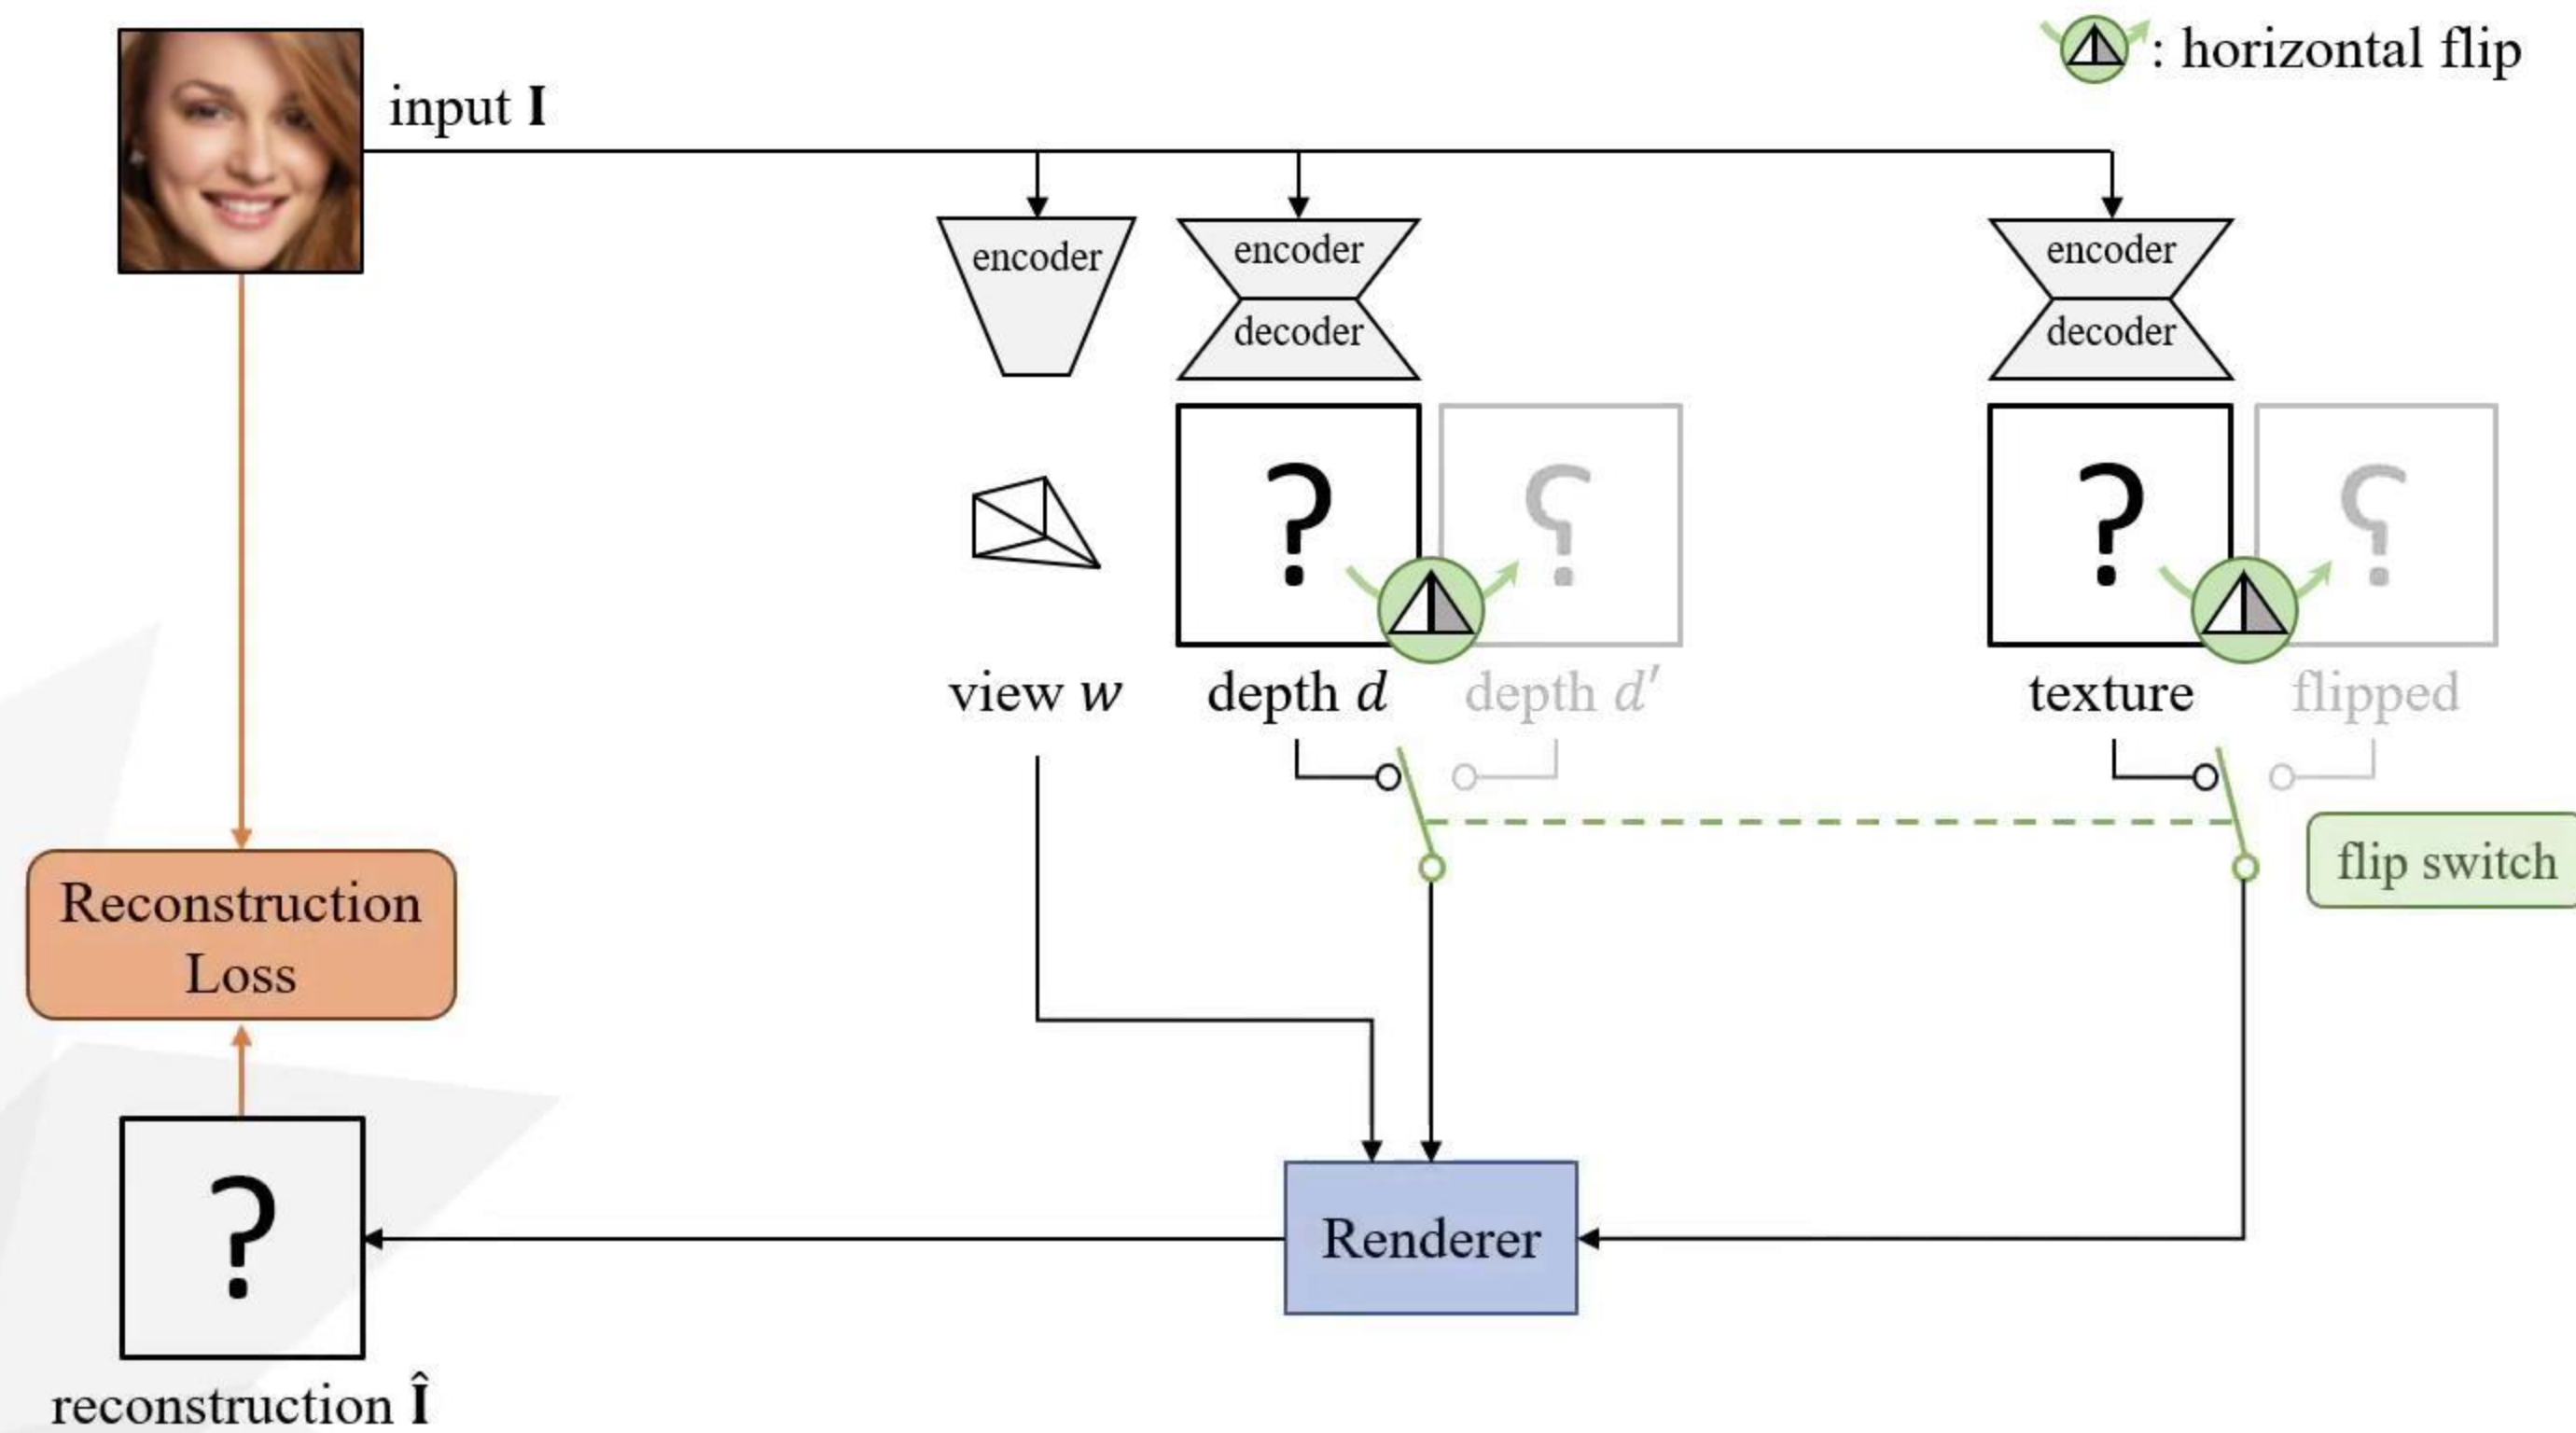 : horizontal flip
input I
encoder
encoder
decoder
encoder
decoder
?
?
?
?
view w
depth d
depth d′
texture
flipped
flip switch
Reconstruction
Loss
Renderer
?
reconstruction Î